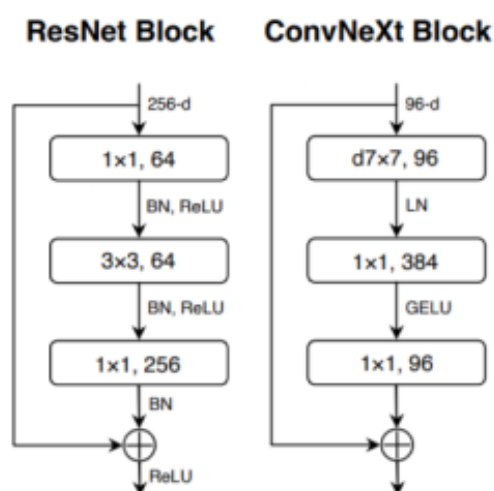 ResNet Block
256-d
1×1, 64
BN, ReLU
3×3, 64
BN, ReLU
1×1, 256
BN
ReLU
ConvNeXt Block
96-d
d7×7, 96
LN
1×1, 384
GELU
1×1, 96